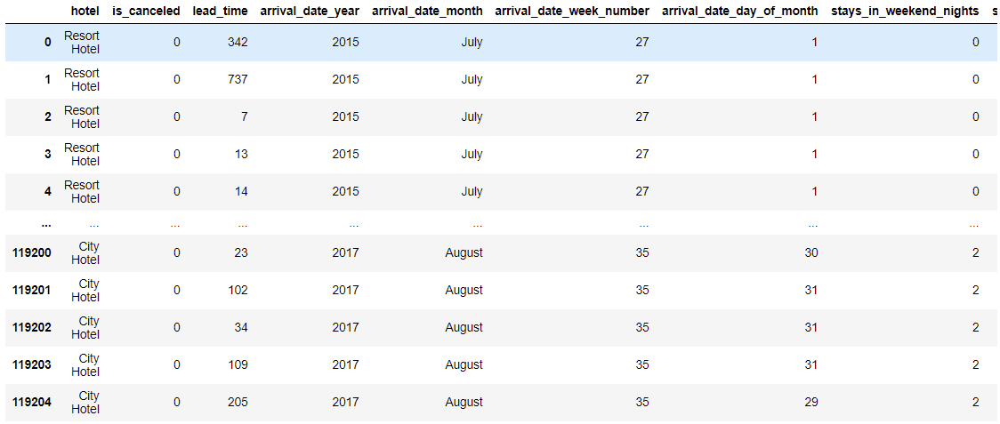 hotel is_canceled lead_time arrival_date_year arrival_date_month arrival_date_week_number arrival_date_day_of_month stays_in_weekend_nights
0 Resort Hotel 0 342 2015 July 27 1 0
1 Resort Hotel 0 737 2015 July 27 1 0
2 Resort Hotel 0 7 2015 July 27 1 0
3 Resort Hotel 0 13 2015 July 27 1 0
4 Resort Hotel 0 14 2015 July 27 1 0
... ... ... ... ... ... ... ... ...
119200 City Hotel 0 23 2017 August 35 30 2
119201 City Hotel 0 102 2017 August 35 31 2
119202 City Hotel 0 34 2017 August 35 31 2
119203 City Hotel 0 109 2017 August 35 31 2
119204 City Hotel 0 205 2017 August 35 29 2